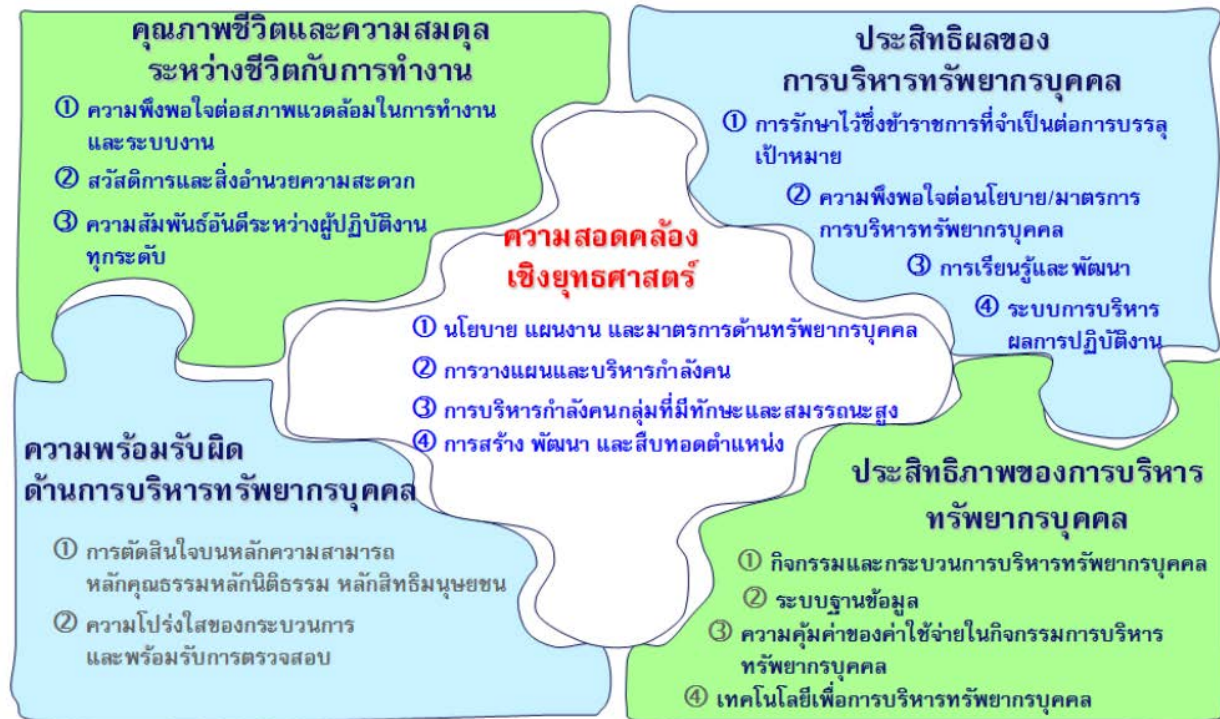 คุณภาพชีวิตและความสมดุล
ระหว่างชีวิตกับการทำงาน
① ความพึงพอใจต่อสภาพแวดล้อมในการทำงาน
และระบบงาน
② สวัสดิการและสิ่งอำนวยความสะดวก
③ ความสัมพันธ์อันดีระหว่างผู้ปฏิบัติงาน
ทุกระดับ
ประสิทธิผลของ
การบริหารทรัพยากรบุคคล
① การรักษาไว้ซึ่งข้าราชการที่จำเป็นต่อการบรรลุ
เป้าหมาย
② ความพึงพอใจต่อนโยบาย/มาตรการ
การบริหารทรัพยากรบุคคล
③ การเรียนรู้และพัฒนา
④ ระบบการบริหาร
ผลการปฏิบัติงาน
ความสอดคล้อง
เชิงยุทธศาสตร์
① นโยบาย แผนงาน และมาตรการด้านทรัพยากรบุคคล
② การวางแผนและบริหารกำลังคน
③ การบริหารกำลังคนกลุ่มที่มีทักษะและสมรรถนะสูง
④ การสร้าง พัฒนา และสืบทอดตำแหน่ง
ความพร้อมรับผิด
ด้านการบริหารทรัพยากรบุคคล
① การตัดสินใจบนหลักความสามารถ
หลักคุณธรรมหลักนิติธรรม หลักสิทธิมนุษยชน
② ความโปร่งใสของกระบวนการ
และพร้อมรับการตรวจสอบ
ประสิทธิภาพของการบริหาร
ทรัพยากรบุคคล
① กิจกรรมและกระบวนการบริหารทรัพยากรบุคคล
② ระบบฐานข้อมูล
③ ความคุ้มค่าของค่าใช้จ่ายในกิจกรรมการบริหาร
ทรัพยากรบุคคล
④ เทคโนโลยีเพื่อการบริหารทรัพยากรบุคคล